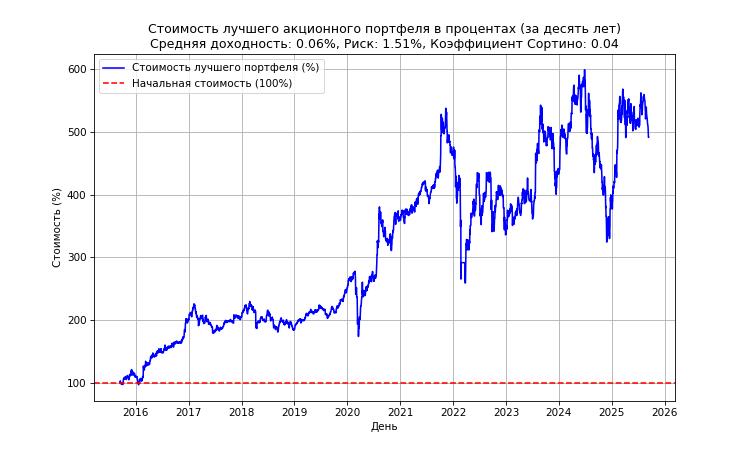 Стоимость лучшего акционного портфеля в процентах (за десять лет)
Средняя доходность: 0.06%, Риск: 1.51%, Коэффициент Сортино: 0.04
Стоимость лучшего портфеля (%)
Начальная стоимость (100%)
Стоимость (%)
600
500
400
300
200
100
2016 2017 2018 2019 2020 2021 2022 2023 2024 2025 2026
День